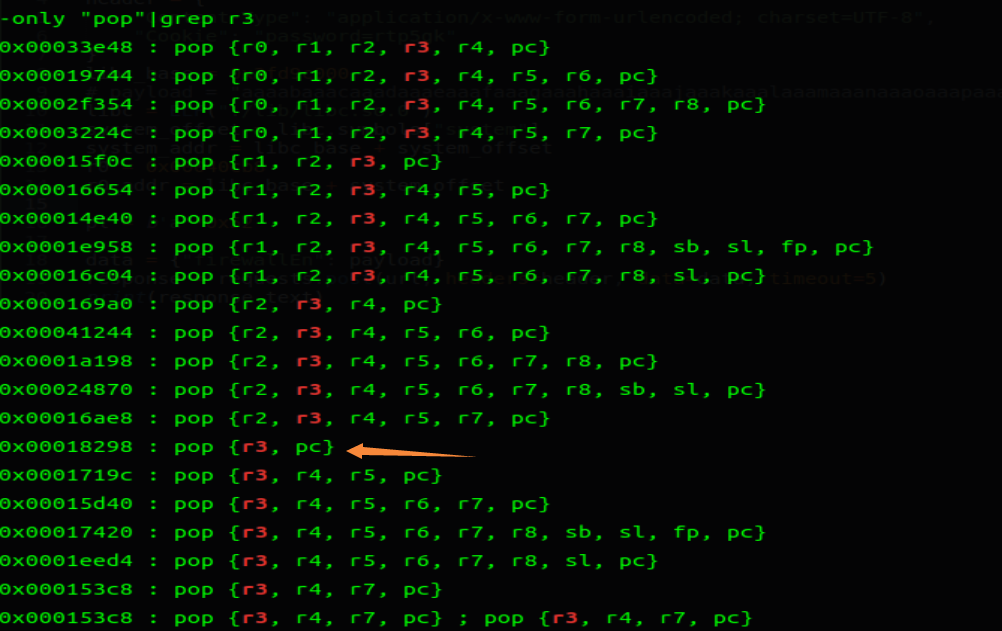 -only "pop"|grep r3
0x00033e48 : pop {r0, r1, r2, r3, r4, pc}
0x00019744 : pop {r0, r1, r2, r3, r4, r5, r6, pc}
0x0002f354 : pop {r0, r1, r2, r3, r4, r5, r6, r7, r8, pc}
0x0003224c : pop {r0, r1, r2, r3, r4, r5, r7, pc}
0x00015f0c : pop {r1, r2, r3, pc}
0x00016654 : pop {r1, r2, r3, r4, r5, pc}
0x00014e40 : pop {r1, r2, r3, r4, r5, r6, r7, pc}
0x0001e958 : pop {r1, r2, r3, r4, r5, r6, r7, r8, sb, sl, fp, pc}
0x00016c04 : pop {r1, r2, r3, r4, r5, r6, r7, r8, sl, pc}
0x000169a0 : pop {r2, r3, r4, pc}
0x00041244 : pop {r2, r3, r4, r5, r6, pc}
0x0001a198 : pop {r2, r3, r4, r5, r6, r7, r8, pc}
0x00024870 : pop {r2, r3, r4, r5, r6, r7, r8, sb, sl, pc}
0x00016ae8 : pop {r2, r3, r4, r5, r7, pc}
0x00018298 : pop {r3, pc}
0x0001719c : pop {r3, r4, r5, pc}
0x00015d40 : pop {r3, r4, r5, r6, r7, pc}
0x00017420 : pop {r3, r4, r5, r6, r7, r8, sb, sl, fp, pc}
0x0001eed4 : pop {r3, r4, r5, r6, r7, r8, sl, pc}
0x000153c8 : pop {r3, r4, r7, pc}
0x000153c8 : pop {r3, r4, r7, pc} ; pop {r3, r4, r7, pc}